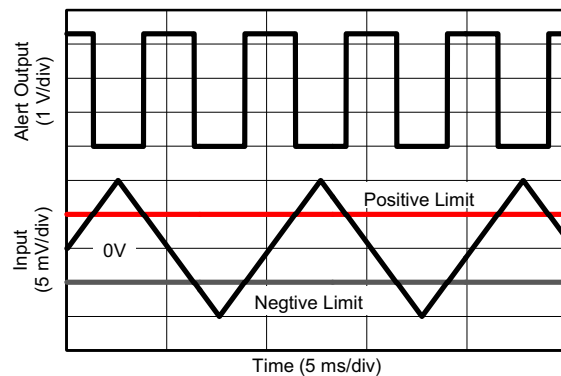 Alert Output
(1 V/div)
Positive Limit
Input
(5 mV/div)
0V
Negtive Limit
Time (5 ms/div)